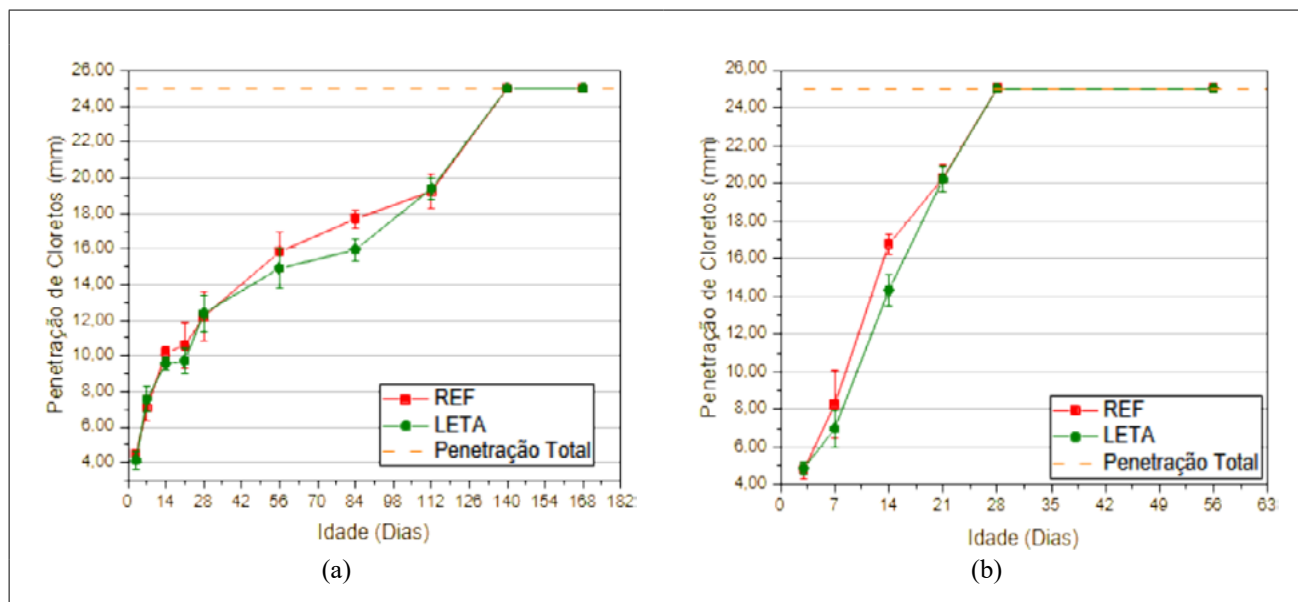 26,00
24,00
22,00
20,00
18,00
16,00
14,00
12,00
10,00
8,00
6,00
4,00
Penetração de Cloretos (mm)
REF
LETA
Penetração Total
0 14 28 42 56 70 84 98 112 126 140 154 168 182
Idade (Dias)
(a)
26,00
24,00
22,00
20,00
18,00
16,00
14,00
12,00
10,00
8,00
6,00
4,00
Penetração de Cloretos (mm)
REF
LETA
Penetração Total
0 7 14 21 28 35 42 49 56 63
Idade (Dias)
(b)